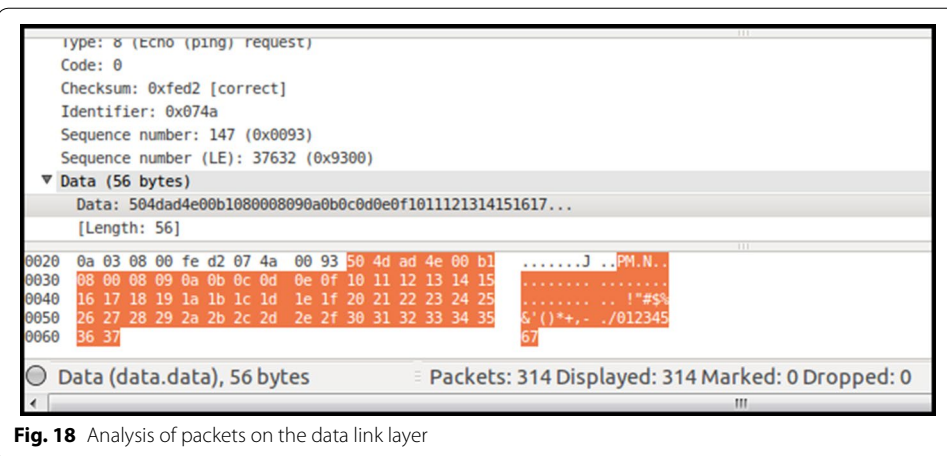 Type: 8 (Echo (ping) request)
Code: 0
Checksum: 0xfed2 [correct]
Identifier: 0x074a
Sequence number: 147 (0x0093)
Sequence number (LE): 37632 (0x9300)
▼ Data (56 bytes)
Data: 504dad4e00b1080008090a0b0c0d0e0f1011121314151617...
[Length: 56]
0020 0a 03 08 00 fe d2 07 4a 00 93 50 4d ad 4e 00 b1 .......J ..PM.N..
0030 08 00 08 09 0a 0b 0c 0d 0e 0f 10 11 12 13 14 15 ........ ........
0040 16 17 18 19 1a 1b 1c 1d 1e 1f 20 21 22 23 24 25 ........ .. !"#$%
0050 26 27 28 29 2a 2b 2c 2d 2e 2f 30 31 32 33 34 35 &'()*+,- ./012345
0060 36 37 67
Data (data.data), 56 bytes Packets: 314 Displayed: 314 Marked: 0 Dropped: 0
Fig. 18 Analysis of packets on the data link layer